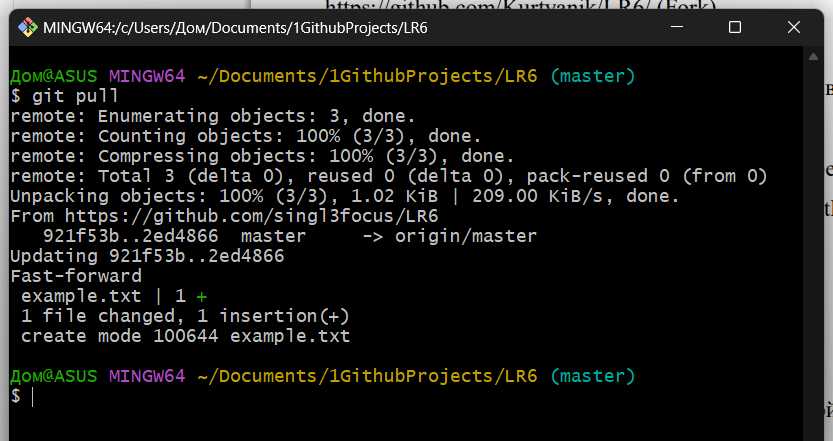 https://github.com/Kurtyanik/LR6/ (Fork)
MINGW64:/c/Users/Дом/Documents/1GithubProjects/LR6
Дом@ASUS MINGW64 ~/Documents/1GithubProjects/LR6 (master)
$ git pull
remote: Enumerating objects: 3, done.
remote: Counting objects: 100% (3/3), done.
remote: Compressing objects: 100% (3/3), done.
remote: Total 3 (delta 0), reused 0 (delta 0), pack-reused 0 (from 0)
Unpacking objects: 100% (3/3), 1.02 KiB | 209.00 KiB/s, done.
From https://github.com/singl3focus/LR6
   921f53b..2ed4866  master     -> origin/master
Updating 921f53b..2ed4866
Fast-forward
 example.txt | 1 +
 1 file changed, 1 insertion(+)
 create mode 100644 example.txt
Дом@ASUS MINGW64 ~/Documents/1GithubProjects/LR6 (master)
$